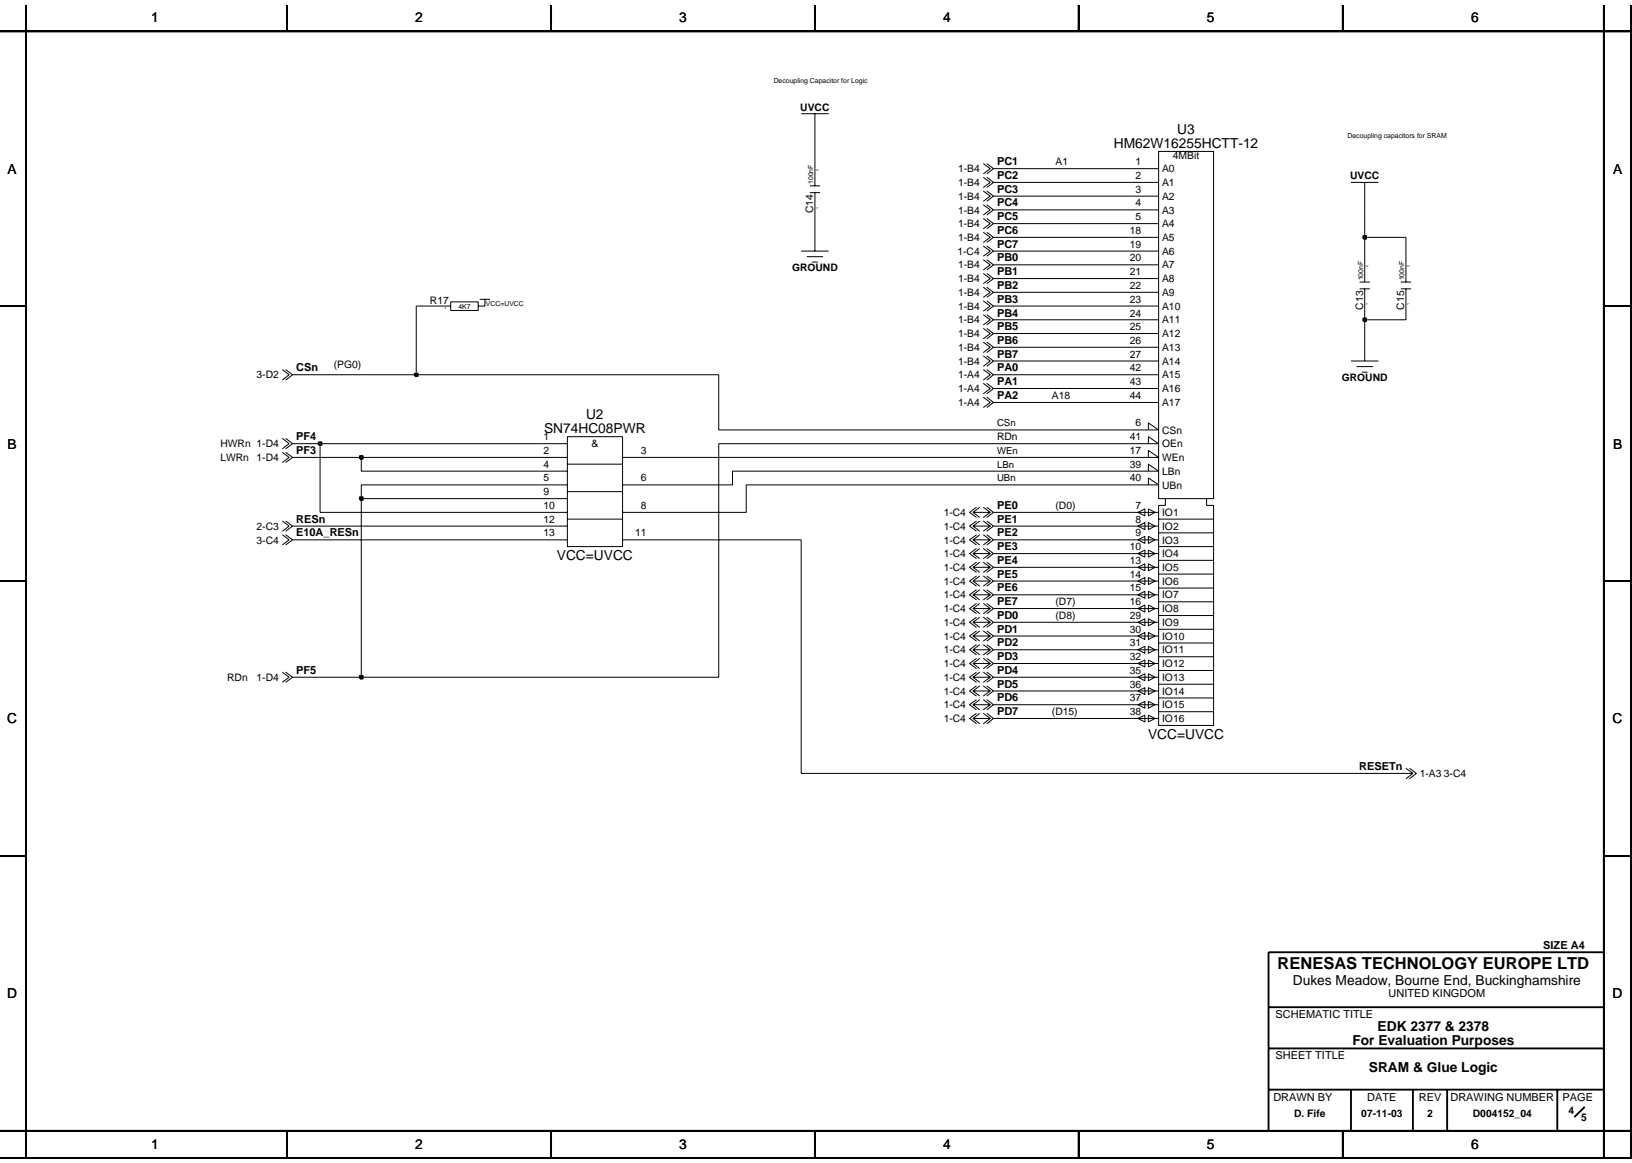 1 2 3 4 5 6
A A
B B
C C
D D
Decoupling Capacitor for Logic
UVCC
100nF
C14
GROUND
Decoupling capacitors for SRAM
UVCC
100nF 100nF
C13 C15
GROUND
R17 4K7 VCC=UVCC
3-D2 CSn (PG0)
U2
SN74HC08PWR
&
HWRn 1-D4 PF4 1
LWRn 1-D4 PF3 2 3
4
5 6
9
10 8
2-C3 RESn 12
3-C4 E10A_RESn 13 11
VCC=UVCC
RDn 1-D4 PF5
U3
HM62W16255HCTT-12
4MBit
1-B4 PC1 A1 1 A0
1-B4 PC2 2 A1
1-B4 PC3 3 A2
1-B4 PC4 4 A3
1-B4 PC5 5 A4
1-B4 PC6 18 A5
1-C4 PC7 19 A6
1-B4 PB0 20 A7
1-B4 PB1 21 A8
1-B4 PB2 22 A9
1-B4 PB3 23 A10
1-B4 PB4 24 A11
1-B4 PB5 25 A12
1-B4 PB6 26 A13
1-B4 PB7 27 A14
1-A4 PA0 42 A15
1-A4 PA1 43 A16
1-A4 PA2 A18 44 A17
CSn 6 CSn
RDn 41 OEn
WEn 17 WEn
LBn 39 LBn
UBn 40 UBn
1-C4 PE0 (D0) 7 IO1
1-C4 PE1 8 IO2
1-C4 PE2 9 IO3
1-C4 PE3 10 IO4
1-C4 PE4 13 IO5
1-C4 PE5 14 IO6
1-C4 PE6 15 IO7
1-C4 PE7 (D7) 16 IO8
1-C4 PD0 (D8) 29 IO9
1-C4 PD1 30 IO10
1-C4 PD2 31 IO11
1-C4 PD3 32 IO12
1-C4 PD4 35 IO13
1-C4 PD5 36 IO14
1-C4 PD6 37 IO15
1-C4 PD7 (D15) 38 IO16
VCC=UVCC
RESETn 1-A3 3-C4
SIZE A4
RENESAS TECHNOLOGY EUROPE LTD
Dukes Meadow, Bourne End, Buckinghamshire
UNITED KINGDOM
SCHEMATIC TITLE
EDK 2377 & 2378
For Evaluation Purposes
SHEET TITLE
SRAM & Glue Logic
DRAWN BY DATE REV DRAWING NUMBER PAGE
D. Fife 07-11-03 2 D004152_04 4/5
1 2 3 4 5 6